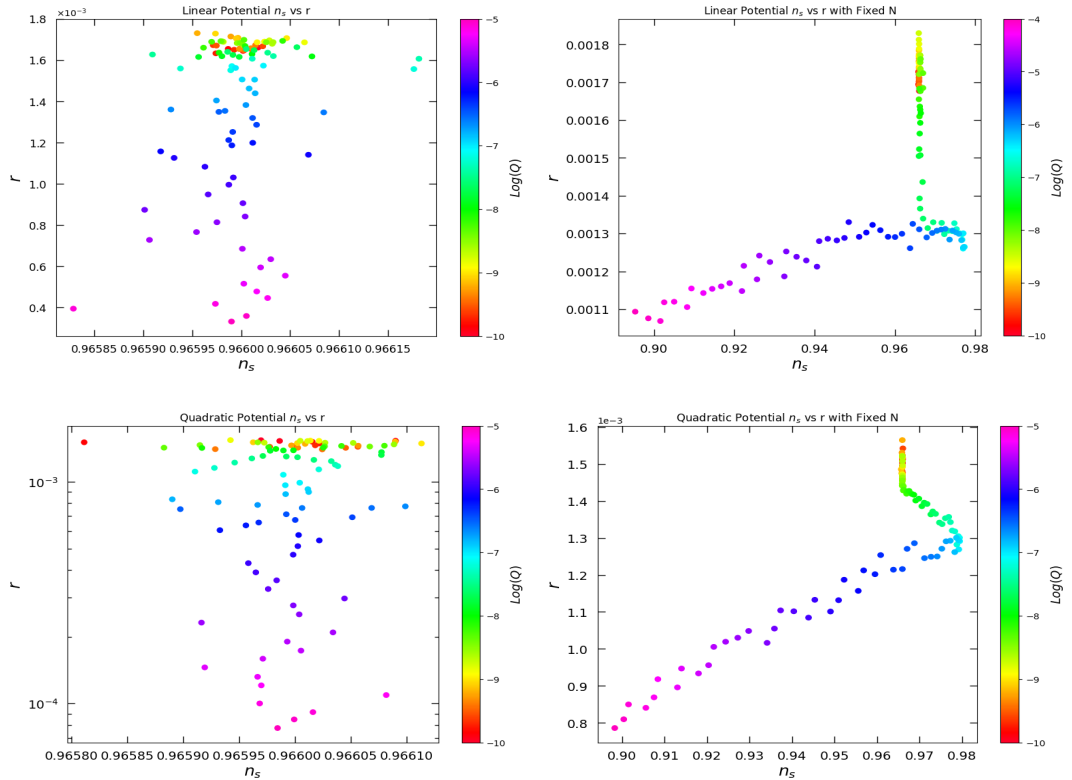 Linear Potential n_s vs r
×10⁻³
1.8
1.6
1.4
1.2
1.0
0.8
0.6
0.4
r
0.96585 0.96590 0.96595 0.96600 0.96605 0.96610 0.96615
n_s
−5
−6
−7
−8
−9
−10
Log(Q)
Linear Potential n_s vs r with Fixed N
0.0018
0.0017
0.0016
0.0015
0.0014
0.0013
0.0012
0.0011
r
0.90 0.92 0.94 0.96 0.98
n_s
−4
−5
−6
−7
−8
−9
−10
Log(Q)
Quadratic Potential n_s vs r
10⁻³
10⁻⁴
r
0.96580 0.96585 0.96590 0.96595 0.96600 0.96605 0.96610
n_s
−5
−6
−7
−8
−9
−10
Log(Q)
Quadratic Potential n_s vs r with Fixed N
1e−3
1.6
1.5
1.4
1.3
1.2
1.1
1.0
0.9
0.8
r
0.90 0.91 0.92 0.93 0.94 0.95 0.96 0.97 0.98
n_s
−5
−6
−7
−8
−9
−10
Log(Q)